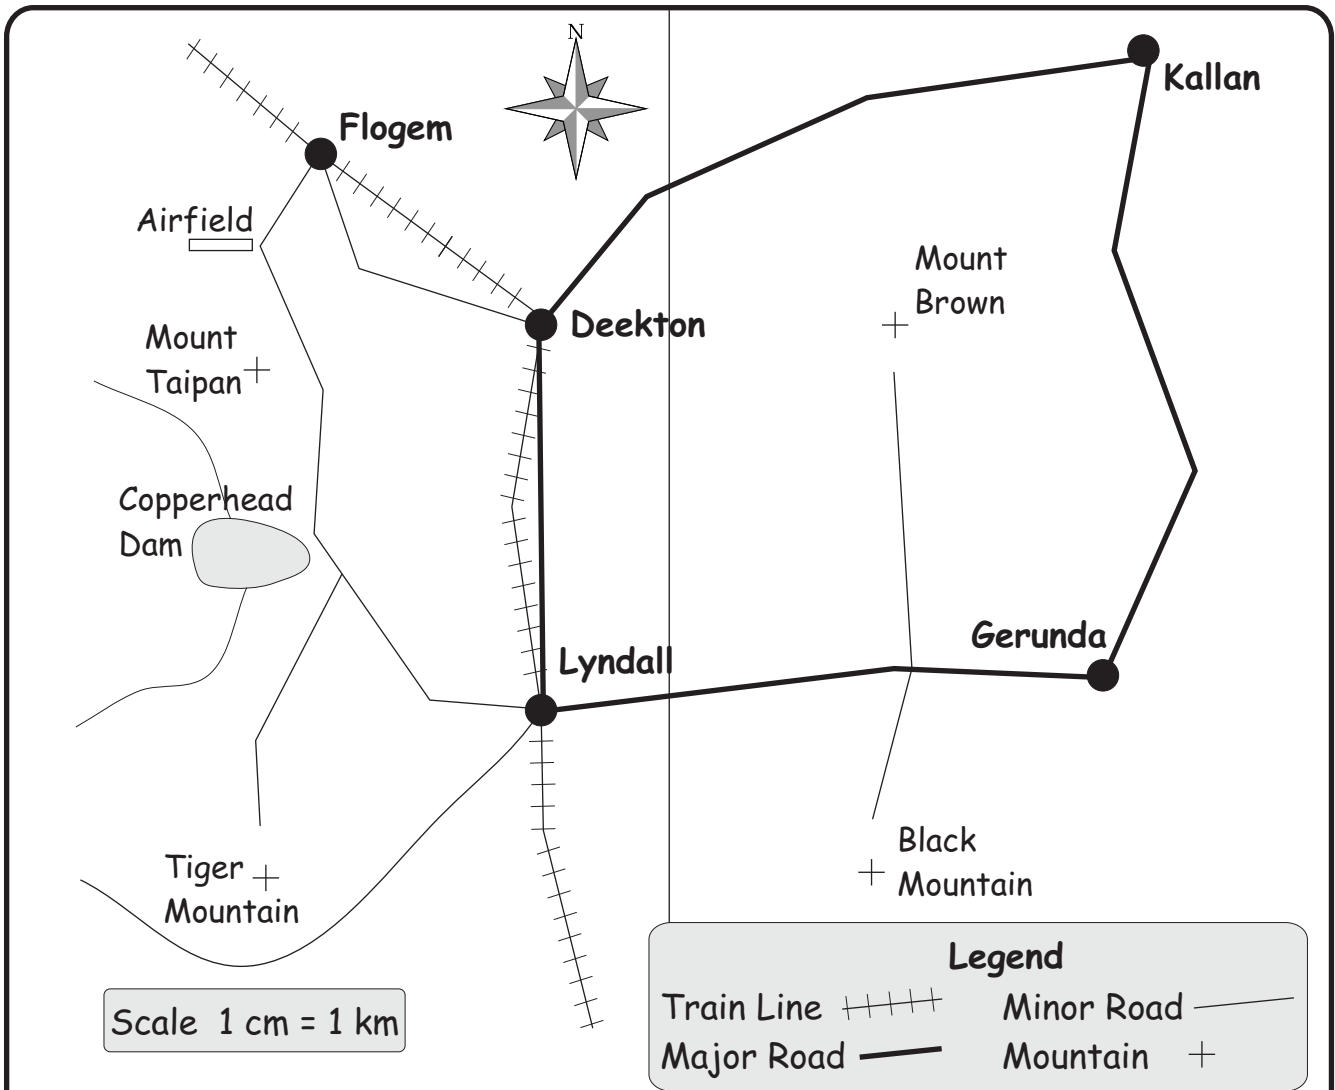 N
Kallan
Flogem
Airfield
Mount
Brown
Deekton
Mount
Taipan
Copperhead
Dam
Gerunda
Lyndall
Black
Mountain
Tiger
Mountain
Legend
Train Line
Minor Road
Major Road
Mountain
Scale 1 cm = 1 km